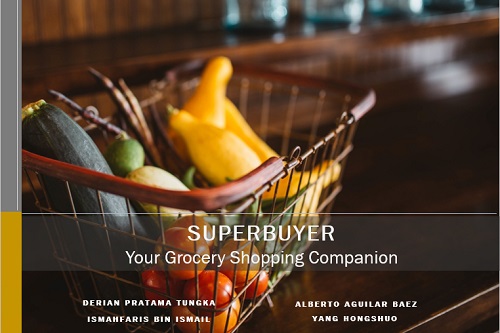 SUPERBUYER
Your Grocery Shopping Companion
DERIAN PRATAMA TUNGKA
ISMAHFARIS BIN ISMAIL
ALBERTO AGUILAR BAEZ
YANG HONGSHUO